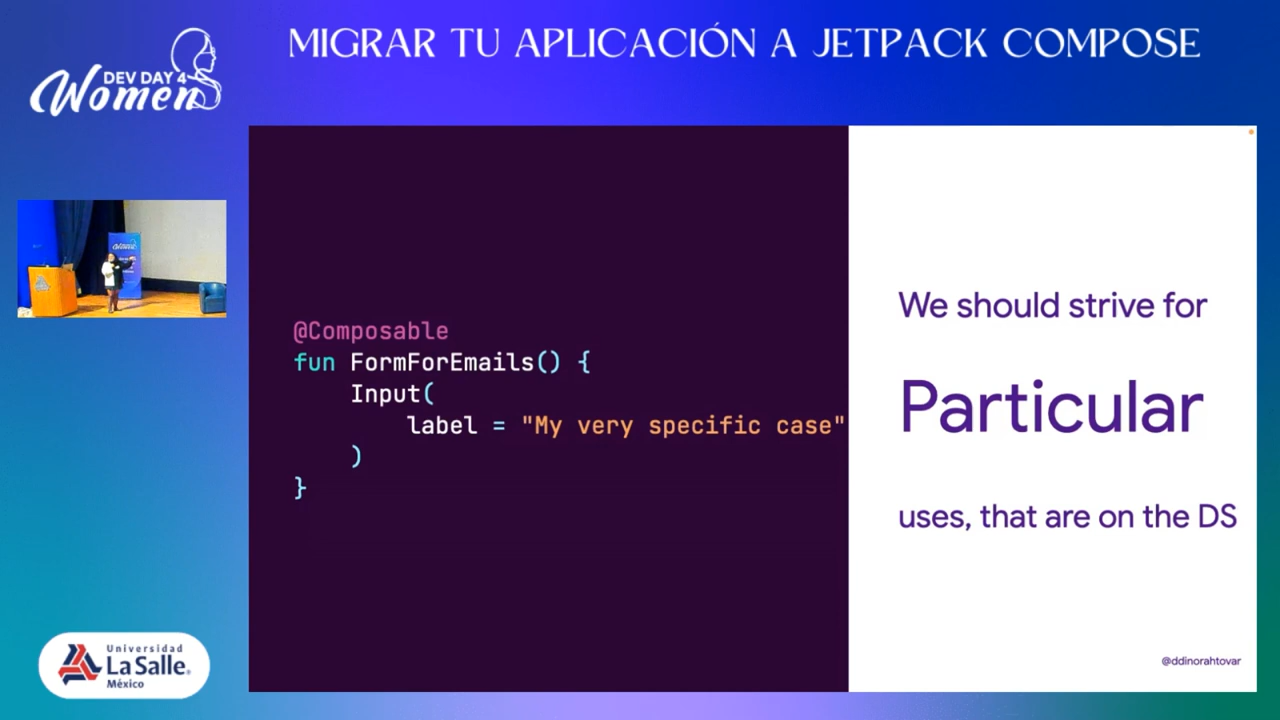 MIGRAR TU APLICACIÓN A JETPACK COMPOSE
DEV DAY 4
Women
@Composable
fun FormForEmails() {
Input(
label = "My very specific case"
)
}
We should strive for
Particular
uses, that are on the DS
@ddinorahtovar
Universidad
La Salle®
México